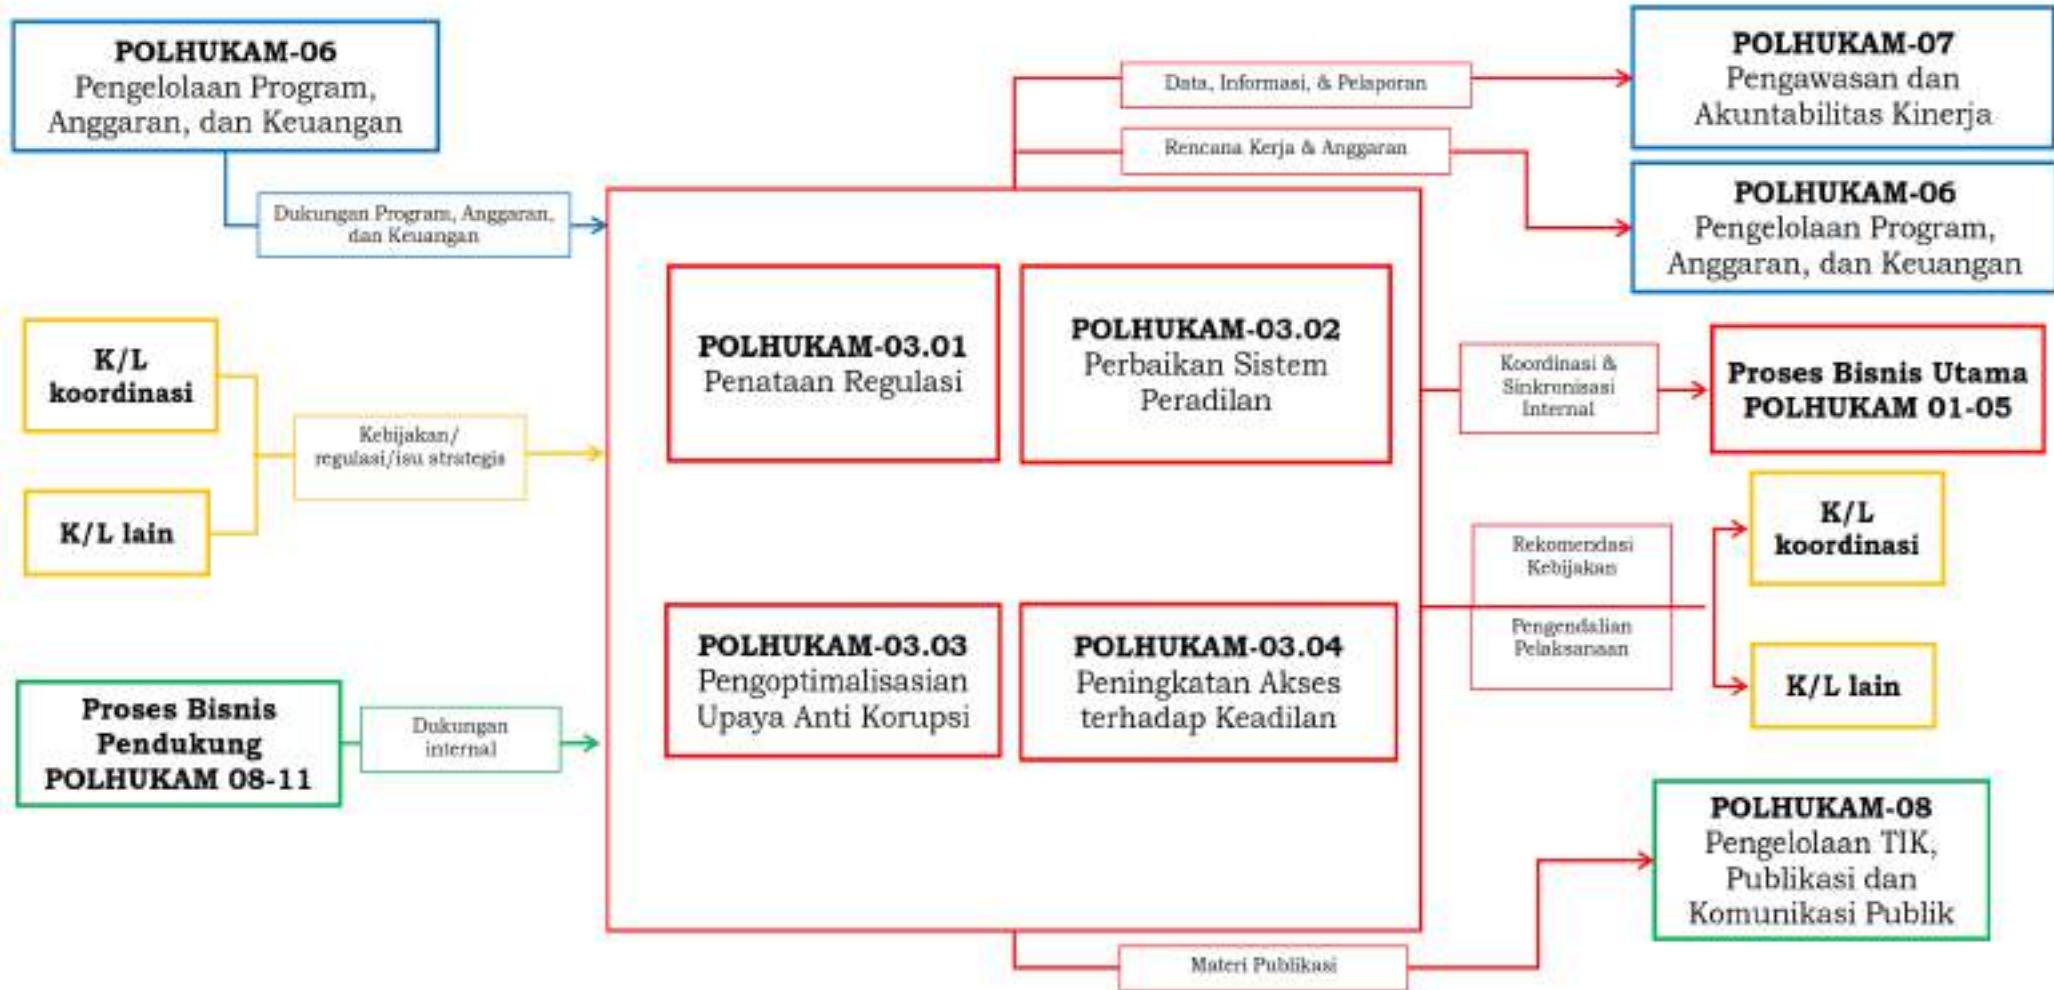 POLHUKAM-06
Pengelolaan Program,
Anggaran, dan Keuangan
Dukungan Program, Anggaran,
dan Keuangan
K/L
koordinasi
K/L lain
Kebijakan/
regulasi/isu strategis
Proses Bisnis
Pendukung
POLHUKAM 08-11
Dukungan
internal
POLHUKAM-03.01
Penataan Regulasi
POLHUKAM-03.02
Perbaikan Sistem
Peradilan
POLHUKAM-03.03
Pengoptimalisasian
Upaya Anti Korupsi
POLHUKAM-03.04
Peningkatan Akses
terhadap Keadilan
Data, Informasi, & Pelaporan
Rencana Kerja & Anggaran
POLHUKAM-07
Pengawasan dan
Akuntabilitas Kinerja
POLHUKAM-06
Pengelolaan Program,
Anggaran, dan Keuangan
Koordinasi &
Sinkronisasi
Internal
Proses Bisnis Utama
POLHUKAM 01-05
Rekomendasi
Kebijakan
Pengendalian
Pelaksanaan
K/L
koordinasi
K/L lain
Materi Publikasi
POLHUKAM-08
Pengelolaan TIK,
Publikasi dan
Komunikasi Publik